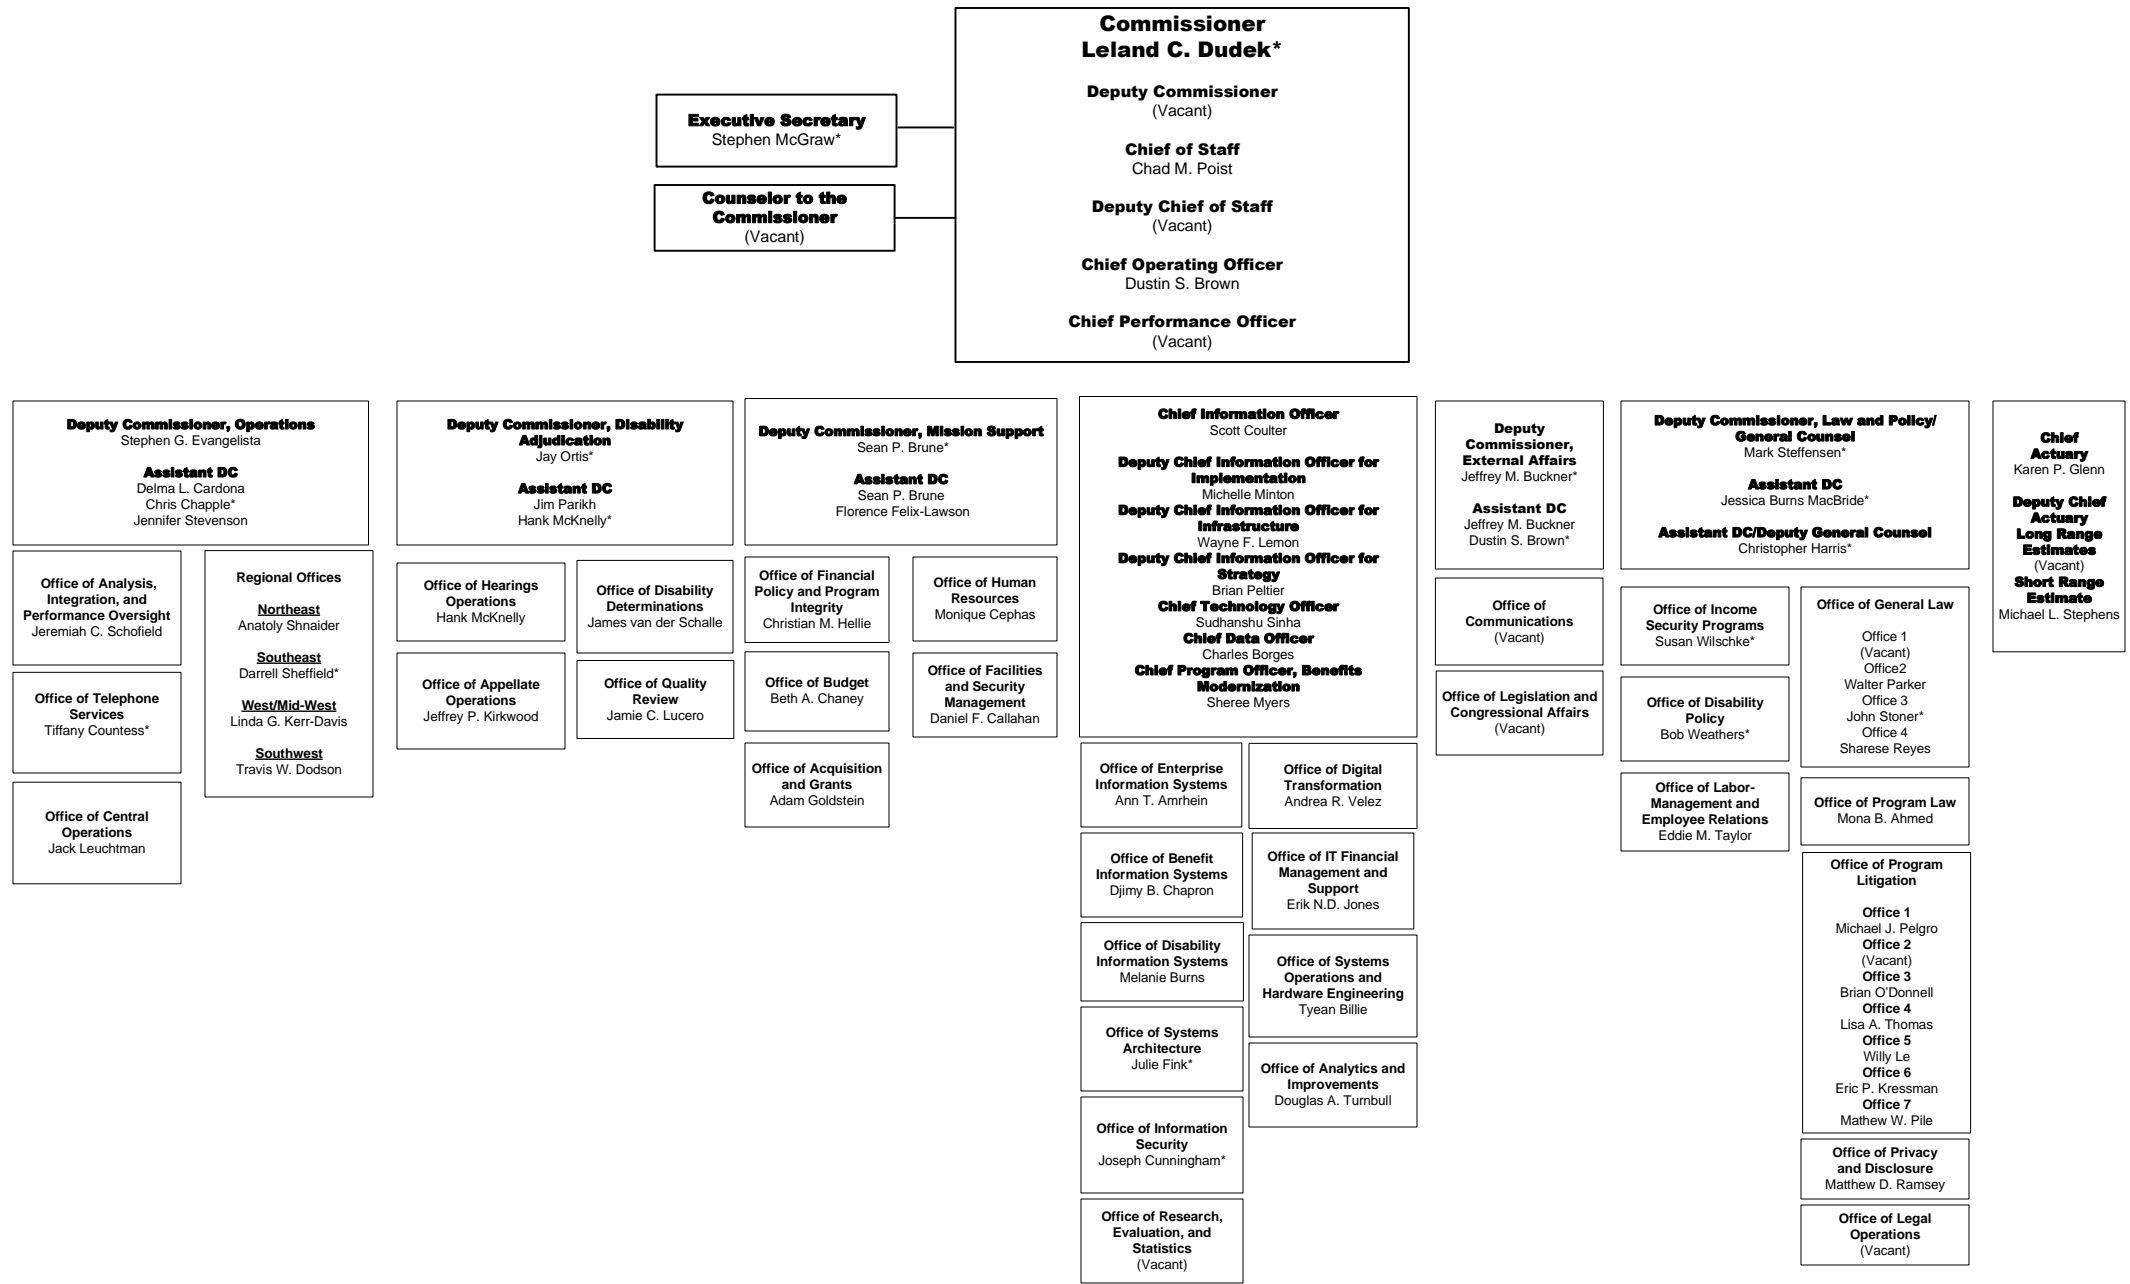 Commissioner
Leland C. Dudek*
Deputy Commissioner
(Vacant)
Chief of Staff
Chad M. Poist
Deputy Chief of Staff
(Vacant)
Chief Operating Officer
Dustin S. Brown
Chief Performance Officer
(Vacant)
Executive Secretary
Stephen McGraw*
Counselor to the
Commissioner
(Vacant)
Deputy Commissioner, Operations
Stephen G. Evangelista
Assistant DC
Delma L. Cardona
Chris Chapple*
Jennifer Stevenson
Office of Analysis,
Integration, and
Performance Oversight
Jeremiah C. Schofield
Office of Telephone
Services
Tiffany Countess*
Office of Central
Operations
Jack Leuchtman
Regional Offices
Northeast
Anatoly Shnaider
Southeast
Darrell Sheffield*
West/Mid-West
Linda G. Kerr-Davis
Southwest
Travis W. Dodson
Deputy Commissioner, Disability
Adjudication
Jay Ortis*
Assistant DC
Jim Parikh
Hank McKnelly*
Office of Hearings
Operations
Hank McKnelly
Office of Appellate
Operations
Jeffrey P. Kirkwood
Office of Disability
Determinations
James van der Schalle
Office of Quality
Review
Jamie C. Lucero
Deputy Commissioner, Mission Support
Sean P. Brune*
Assistant DC
Sean P. Brune
Florence Felix-Lawson
Office of Financial
Policy and Program
Integrity
Christian M. Hellie
Office of Budget
Beth A. Chaney
Office of Acquisition
and Grants
Adam Goldstein
Office of Human
Resources
Monique Cephas
Office of Facilities
and Security
Management
Daniel F. Callahan
Chief Information Officer
Scott Coulter
Deputy Chief Information Officer for
Implementation
Michelle Minton
Deputy Chief Information Officer for
Infrastructure
Wayne F. Lemon
Deputy Chief Information Officer for
Strategy
Brian Peltier
Chief Technology Officer
Sudhanshu Sinha
Chief Data Officer
Charles Borges
Chief Program Officer, Benefits
Modernization
Sheree Myers
Office of Enterprise
Information Systems
Ann T. Amrhein
Office of Benefit
Information Systems
Djimy B. Chapron
Office of Disability
Information Systems
Melanie Burns
Office of Systems
Architecture
Julie Fink*
Office of Information
Security
Joseph Cunningham*
Office of Research,
Evaluation, and
Statistics
(Vacant)
Office of Digital
Transformation
Andrea R. Velez
Office of IT Financial
Management and
Support
Erik N.D. Jones
Office of Systems
Operations and
Hardware Engineering
Tyean Billie
Office of Analytics and
Improvements
Douglas A. Turnbull
Deputy
Commissioner,
External Affairs
Jeffrey M. Buckner*
Assistant DC
Jeffrey M. Buckner
Dustin S. Brown*
Office of
Communications
(Vacant)
Office of Legislation and
Congressional Affairs
(Vacant)
Deputy Commissioner, Law and Policy/
General Counsel
Mark Steffensen*
Assistant DC
Jessica Burns MacBride*
Assistant DC/Deputy General Counsel
Christopher Harris*
Office of Income
Security Programs
Susan Wilschke*
Office of Disability
Policy
Bob Weathers*
Office of Labor-
Management and
Employee Relations
Eddie M. Taylor
Office of General Law
Office 1
(Vacant)
Office2
Walter Parker
Office 3
John Stoner*
Office 4
Sharese Reyes
Office of Program Law
Mona B. Ahmed
Office of Program
Litigation
Office 1
Michael J. Pelgro
Office 2
(Vacant)
Office 3
Brian O'Donnell
Office 4
Lisa A. Thomas
Office 5
Willy Le
Office 6
Eric P. Kressman
Office 7
Mathew W. Pile
Office of Privacy
and Disclosure
Matthew D. Ramsey
Office of Legal
Operations
(Vacant)
Chief
Actuary
Karen P. Glenn
Deputy Chief
Actuary
Long Range
Estimates
(Vacant)
Short Range
Estimate
Michael L. Stephens